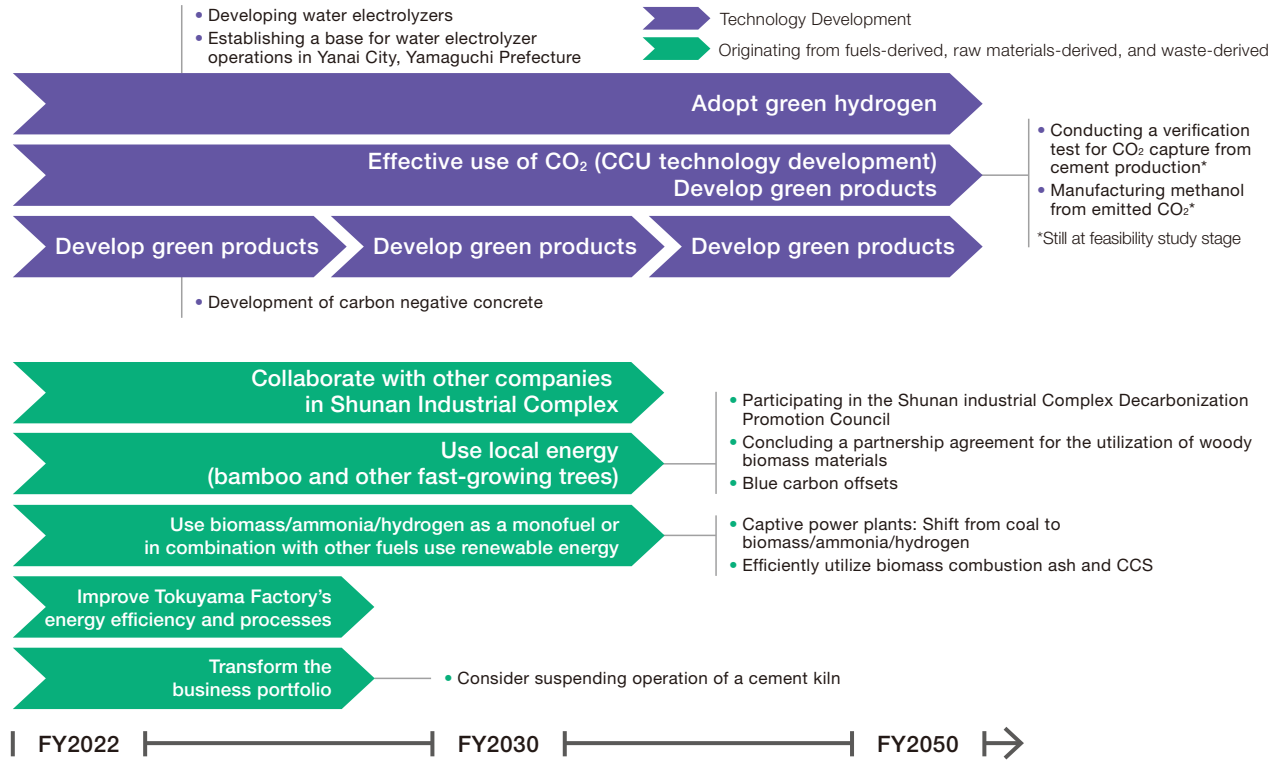 • Developing water electrolyzers
• Establishing a base for water electrolyzer
operations in Yanai City, Yamaguchi Prefecture
Technology Development
Originating from fuels-derived, raw materials-derived, and waste-derived
Adopt green hydrogen
Effective use of CO₂ (CCU technology development)
Develop green products
• Conducting a verification
test for CO₂ capture from
cement production*
• Manufacturing methanol
from emitted CO₂*
*Still at feasibility study stage
Develop green products
Develop green products
Develop green products
• Development of carbon negative concrete
Collaborate with other companies
in Shunan Industrial Complex
Use local energy
(bamboo and other fast-growing trees)
• Participating in the Shunan industrial Complex Decarbonization
Promotion Council
• Concluding a partnership agreement for the utilization of woody
biomass materials
• Blue carbon offsets
Use biomass/ammonia/hydrogen as a monofuel or
in combination with other fuels use renewable energy
• Captive power plants: Shift from coal to
biomass/ammonia/hydrogen
• Efficiently utilize biomass combustion ash and CCS
Improve Tokuyama Factory's
energy efficiency and processes
Transform the
business portfolio
• Consider suspending operation of a cement kiln
FY2022
FY2030
FY2050